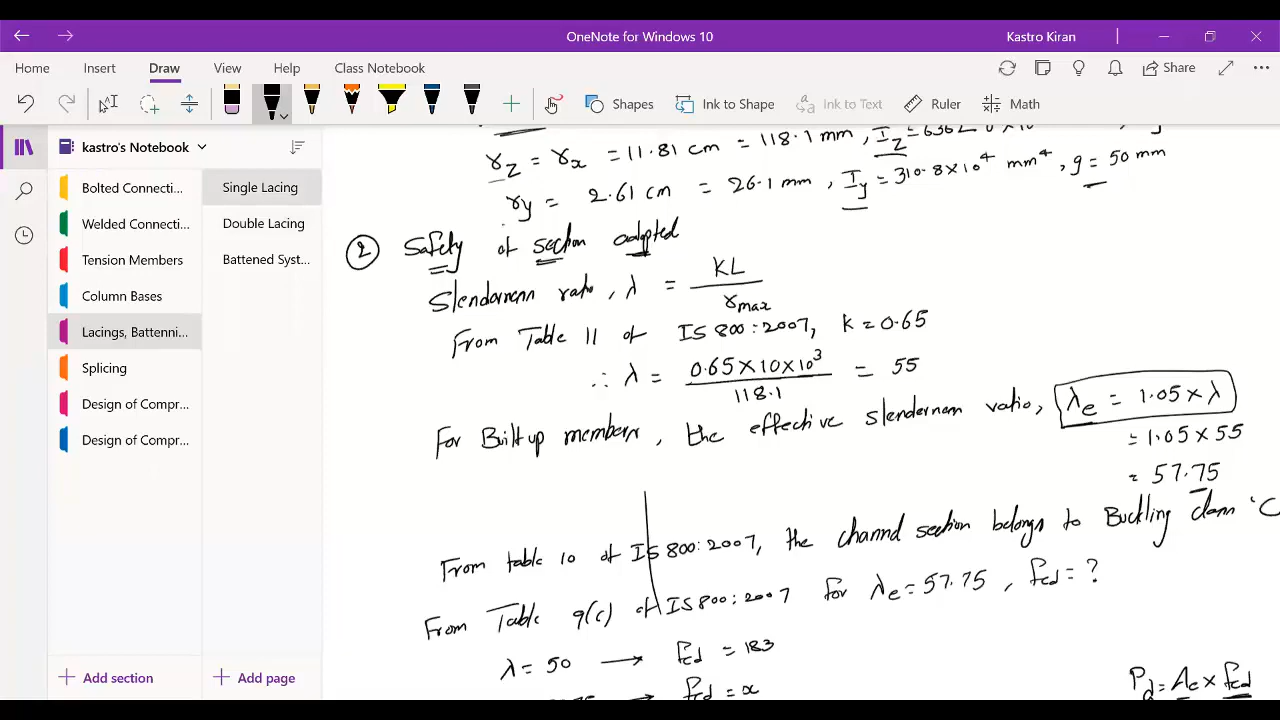 OneNote for Windows 10
Kastro Kiran
Home Insert Draw View Help Class Notebook
Share
Shapes Ink to Shape Ink to Text Ruler Math
kastro's Notebook
Bolted Connecti...
Welded Connecti...
Tension Members
Column Bases
Lacings, Battenni...
Splicing
Design of Compr...
Design of Compr...
Add section
Single Lacing
Double Lacing
Battened Syst...
Add page
γz = γx = 11.81 cm = 118.1 mm, Iz =
γy = 2.61 cm = 26.1 mm, Iy = 310.8×10⁴ mm⁴, g = 50 mm
② Safety of section adopted
Slenderness ratio, λ = KL / γmax
From Table 11 of IS 800:2007, K = 0.65
∴ λ = 0.65×10×10³ / 118.1 = 55
For Builtup members, the effective slenderness ratio, λe = 1.05 × λ
= 1.05 × 55
= 57.75
From table 10 of IS 800:2007, the channel section belongs to Buckling class 'C
From Table 9(c) of IS 800:2007 for λe = 57.75, fcd = ?
λ = 50 → fcd = 183
→ fcd = x
Pd = Ae × fcd